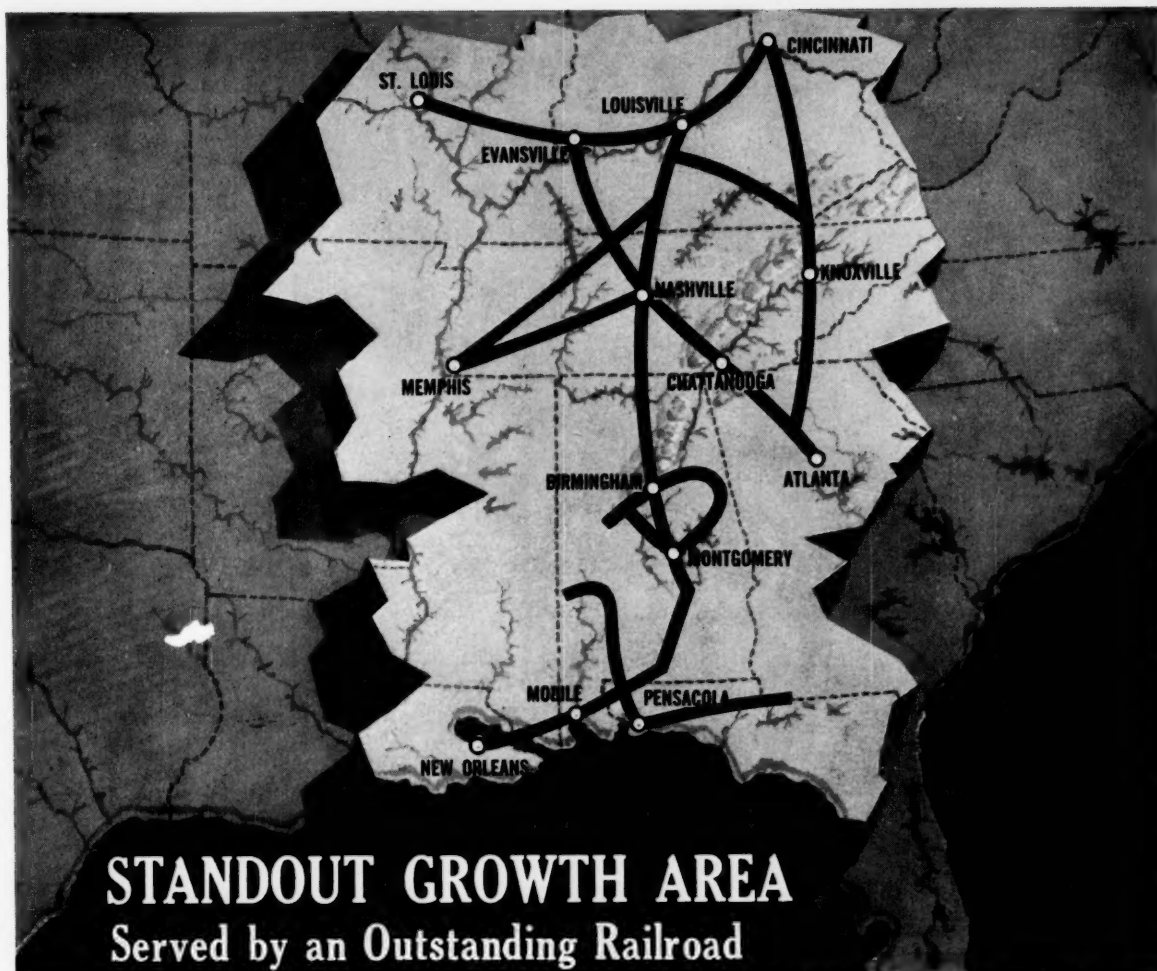 CINCINNATI
ST. LOUIS
LOUISVILLE
EVANSVILLE
KNOXVILLE
NASHVILLE
MEMPHIS
CHATTANOOGA
BIRMINGHAM
ATLANTA
MONTGOMERY
MOBILE
PENSACOLA
NEW ORLEANS
STANDOUT GROWTH AREA
Served by an Outstanding Railroad